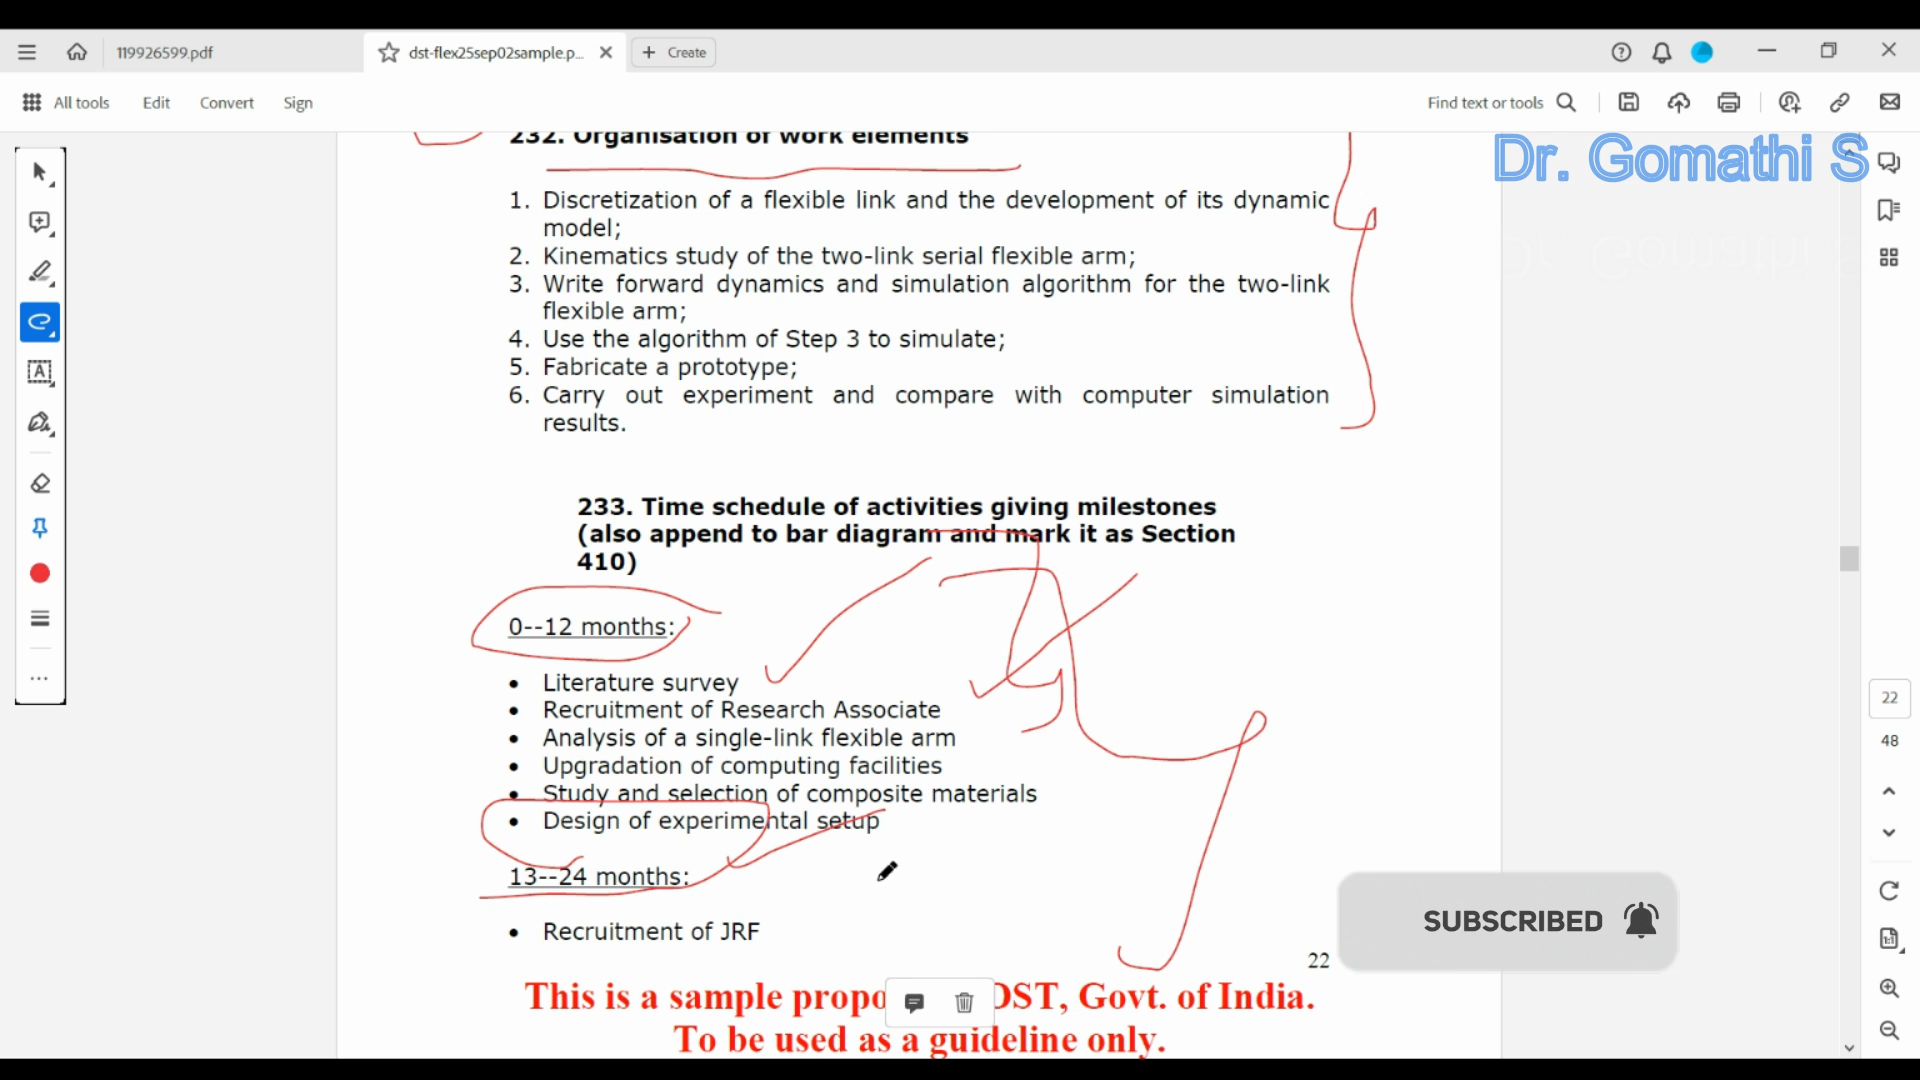 119926599.pdf
dst-flex25sep02sample.p...
Create
All tools
Edit
Convert
Sign
Find text or tools
Dr. Gomathi S
232. Organisation of work elements
1. Discretization of a flexible link and the development of its dynamic
model;
2. Kinematics study of the two-link serial flexible arm;
3. Write forward dynamics and simulation algorithm for the two-link
flexible arm;
4. Use the algorithm of Step 3 to simulate;
5. Fabricate a prototype;
6. Carry out experiment and compare with computer simulation
results.
233. Time schedule of activities giving milestones
(also append to bar diagram and mark it as Section
410)
0--12 months:
• Literature survey
• Recruitment of Research Associate
• Analysis of a single-link flexible arm
• Upgradation of computing facilities
• Study and selection of composite materials
• Design of experimental setup
13--24 months:
• Recruitment of JRF
22
This is a sample propo DST, Govt. of India.
To be used as a guideline only.
SUBSCRIBED
22
48